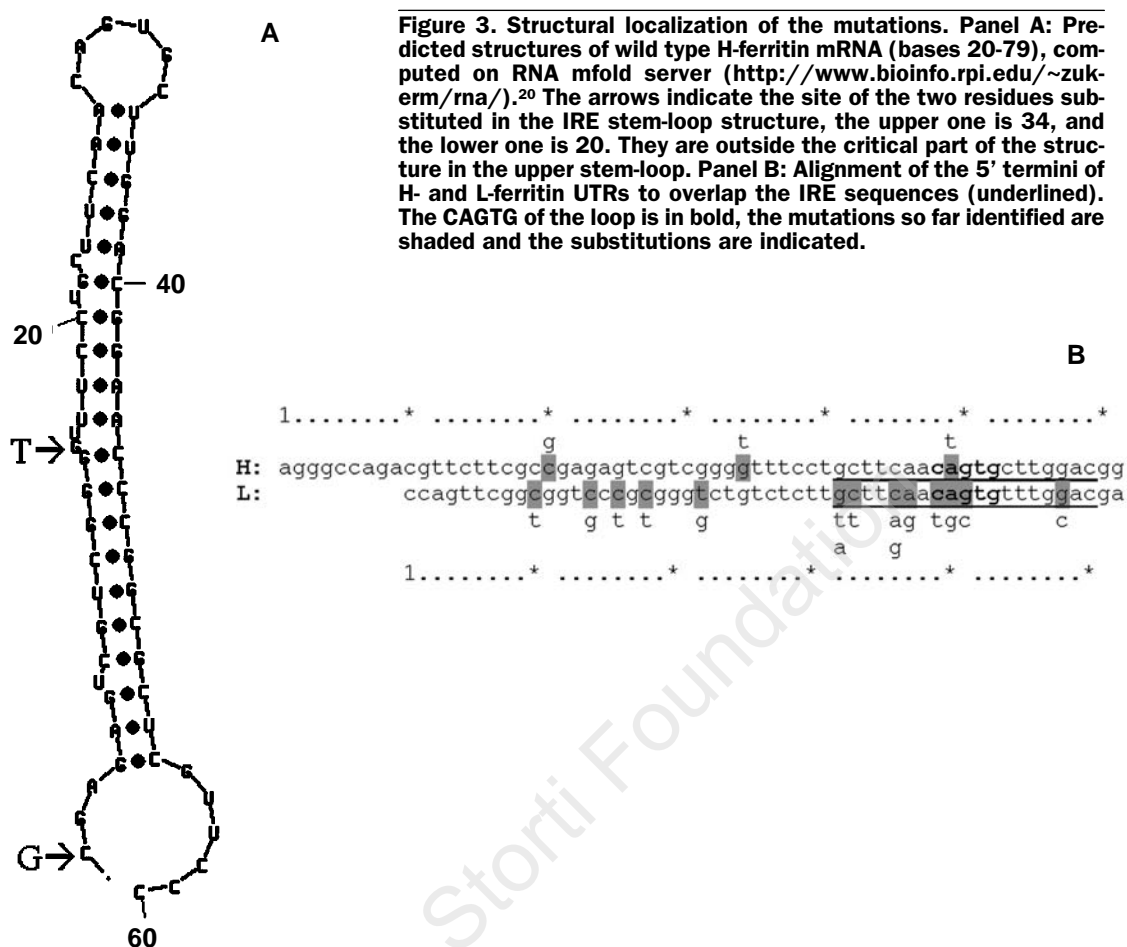 A
Figure 3. Structural localization of the mutations. Panel A: Pre-
dicted structures of wild type H-ferritin mRNA (bases 20-79), com-
puted on RNA mfold server (http://www.bioinfo.rpi.edu/~zuk-
erm/rna/).20 The arrows indicate the site of the two residues sub-
stituted in the IRE stem-loop structure, the upper one is 34, and
the lower one is 20. They are outside the critical part of the struc-
ture in the upper stem-loop. Panel B: Alignment of the 5' termini of
H- and L-ferritin UTRs to overlap the IRE sequences (underlined).
The CAGTG of the loop is in bold, the mutations so far identified are
shaded and the substitutions are indicated.
40
20
T
G
60
B
1........* ........* ........* ........* ........* ........*
g t t
H: agggccagacgttcttcgccgagagtcgtcggggtttcctgcttcaacagtgcttggacgg
L: ccagttcggcggtcccgcgggtctgtctcttgcttcaacagtgtttggacga
t g t t g tt ag tgc c
a g
1........* ........* ........* ........* ........*
Storti Foundation